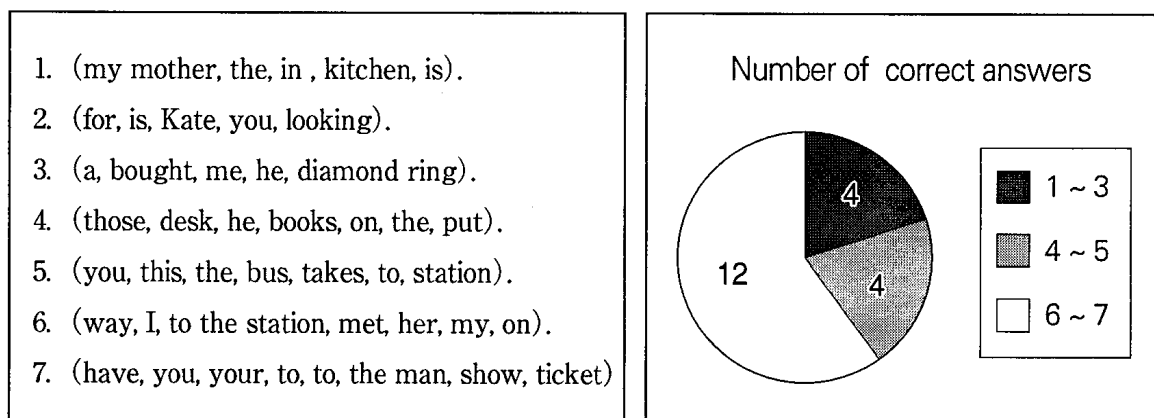 1. (my mother, the, in , kitchen, is).
2. (for, is, Kate, you, looking).
3. (a, bought, me, he, diamond ring).
4. (those, desk, he, books, on, the, put).
5. (you, this, the, bus, takes, to, station).
6. (way, I, to the station, met, her, my, on).
7. (have, you, your, to, to, the man, show, ticket)
Number of correct answers
4
4
12
1 ~ 3
4 ~ 5
6 ~ 7